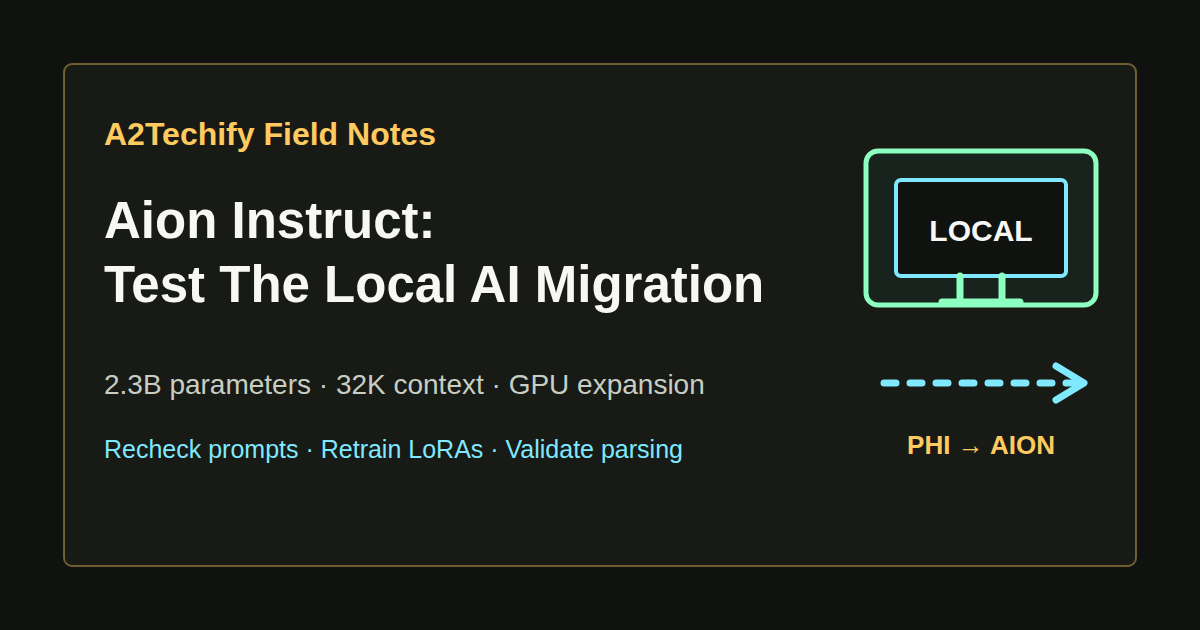 A2Techify Field Notes
Aion Instruct:
Test The Local AI Migration
2.3B parameters · 32K context · GPU expansion
Recheck prompts · Retrain LoRAs · Validate parsing
LOCAL
PHI → AION